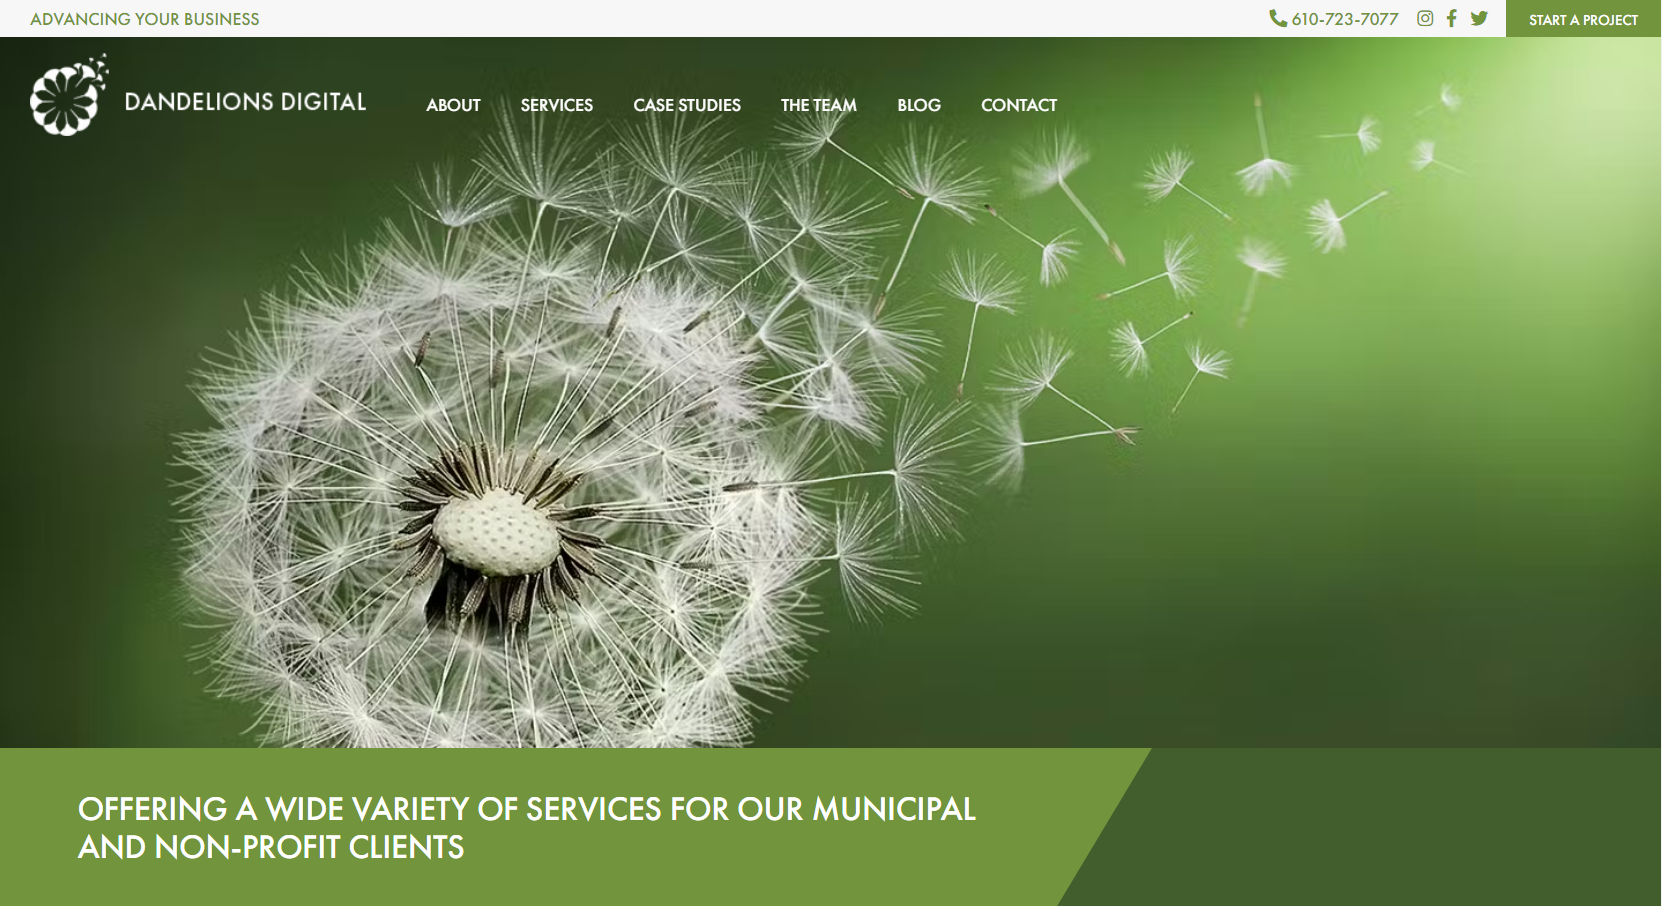 ADVANCING YOUR BUSINESS
610-723-7077
START A PROJECT
DANDELIONS DIGITAL
ABOUT
SERVICES
CASE STUDIES
THE TEAM
BLOG
CONTACT
OFFERING A WIDE VARIETY OF SERVICES FOR OUR MUNICIPAL
AND NON-PROFIT CLIENTS